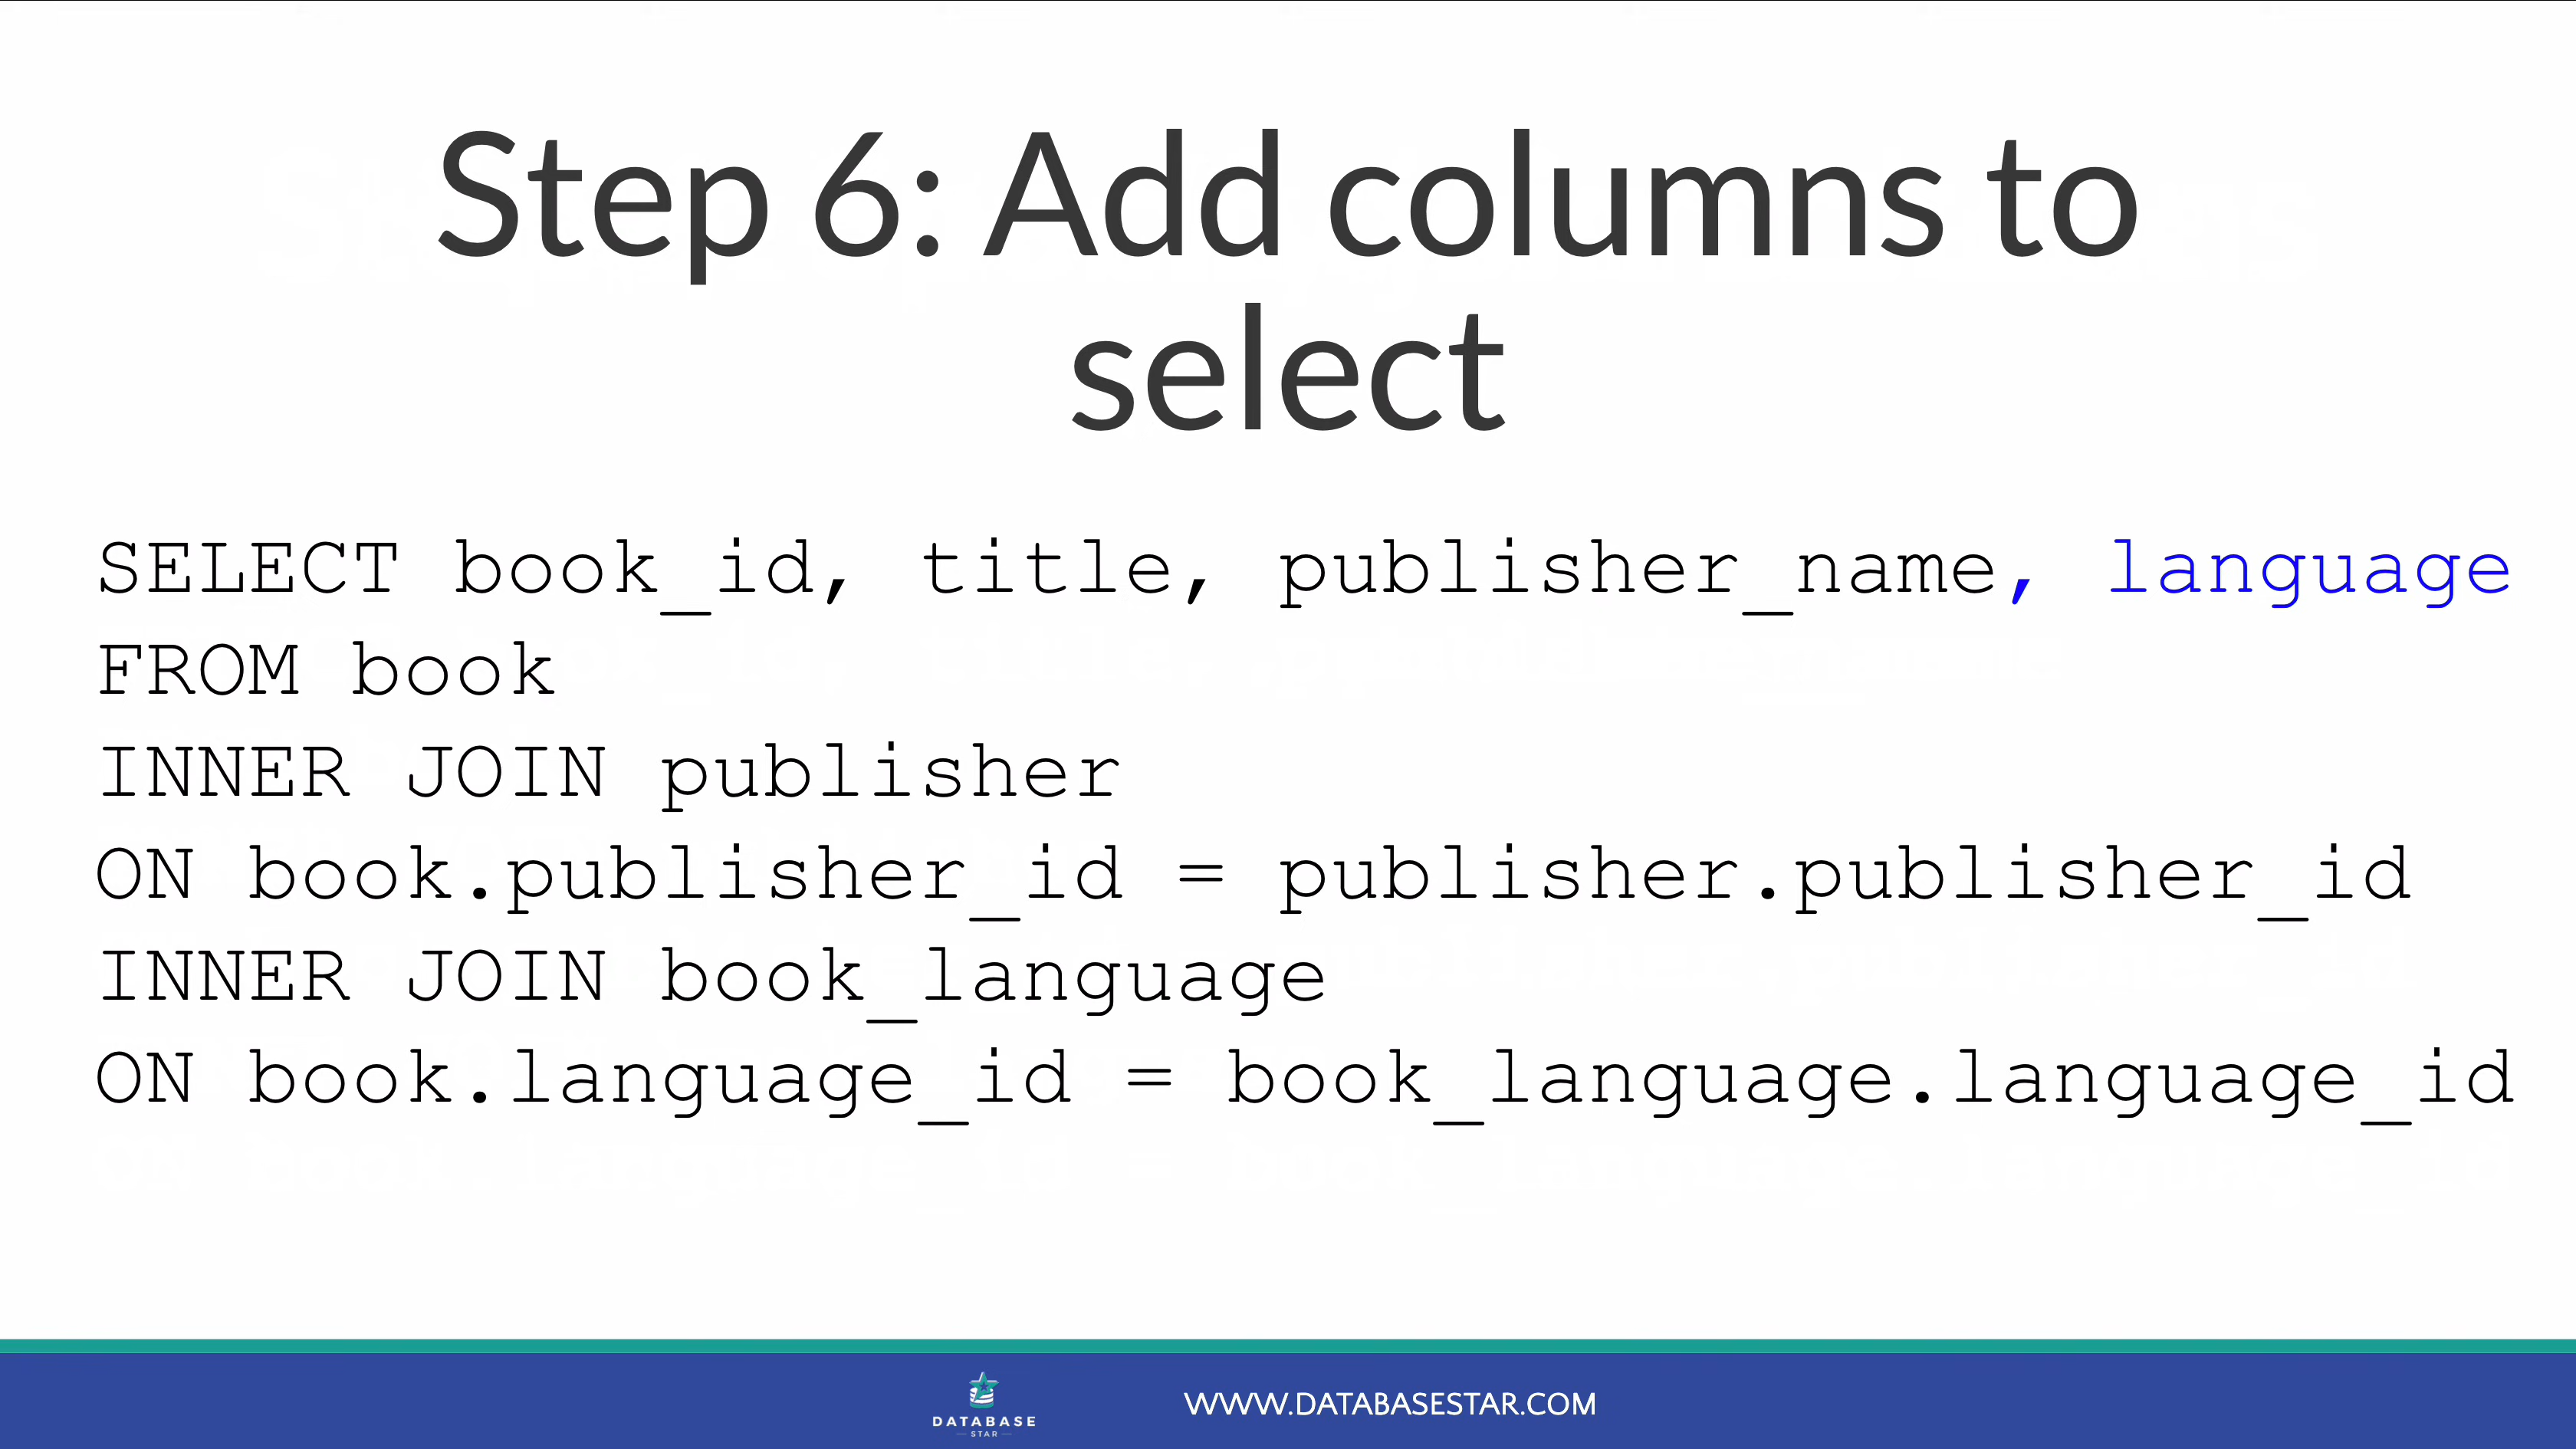 Step 6: Add columns to
select
SELECT book_id, title, publisher_name, language
FROM book
INNER JOIN publisher
ON book.publisher_id = publisher.publisher_id
INNER JOIN book_language
ON book.language_id = book_language.language_id
DATABASE
STAR
WWW.DATABASESTAR.COM